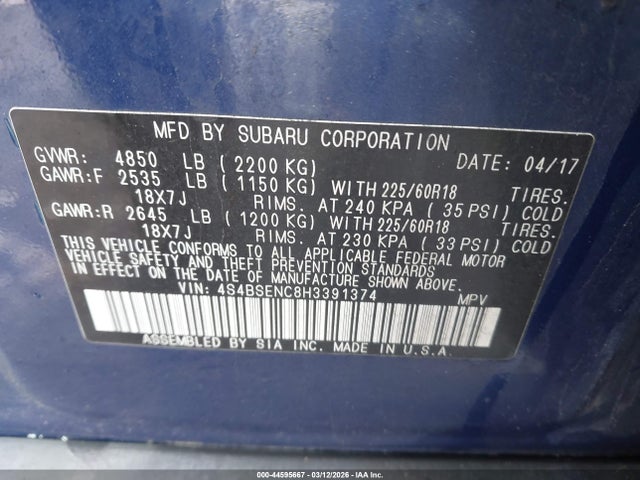 MFD BY SUBARU CORPORATION
GVWR: 4850 LB (2200 KG) DATE: 04/17
GAWR:F 2535 LB (1150 KG) WITH 225/60R18 TIRES.
18X7J RIMS. AT 240 KPA (35 PSI) COLD
GAWR:R 2645 LB (1200 KG) WITH 225/60R18 TIRES.
18X7J RIMS. AT 230 KPA (33 PSI) COLD
THIS VEHICLE CONFORMS TO ALL APPLICABLE FEDERAL MOTOR
VEHICLE SAFETY AND THEFT PREVENTION STANDARDS
IN EFFECT ON THE DATE OF MANUFACTURE SHOWN ABOVE.
VIN: 4S4BSENC8H3391374 MPV
ASSEMBLED BY SIA INC. MADE IN U.S.A.
000-44595667 - 03/12/2026 - IAA Inc.